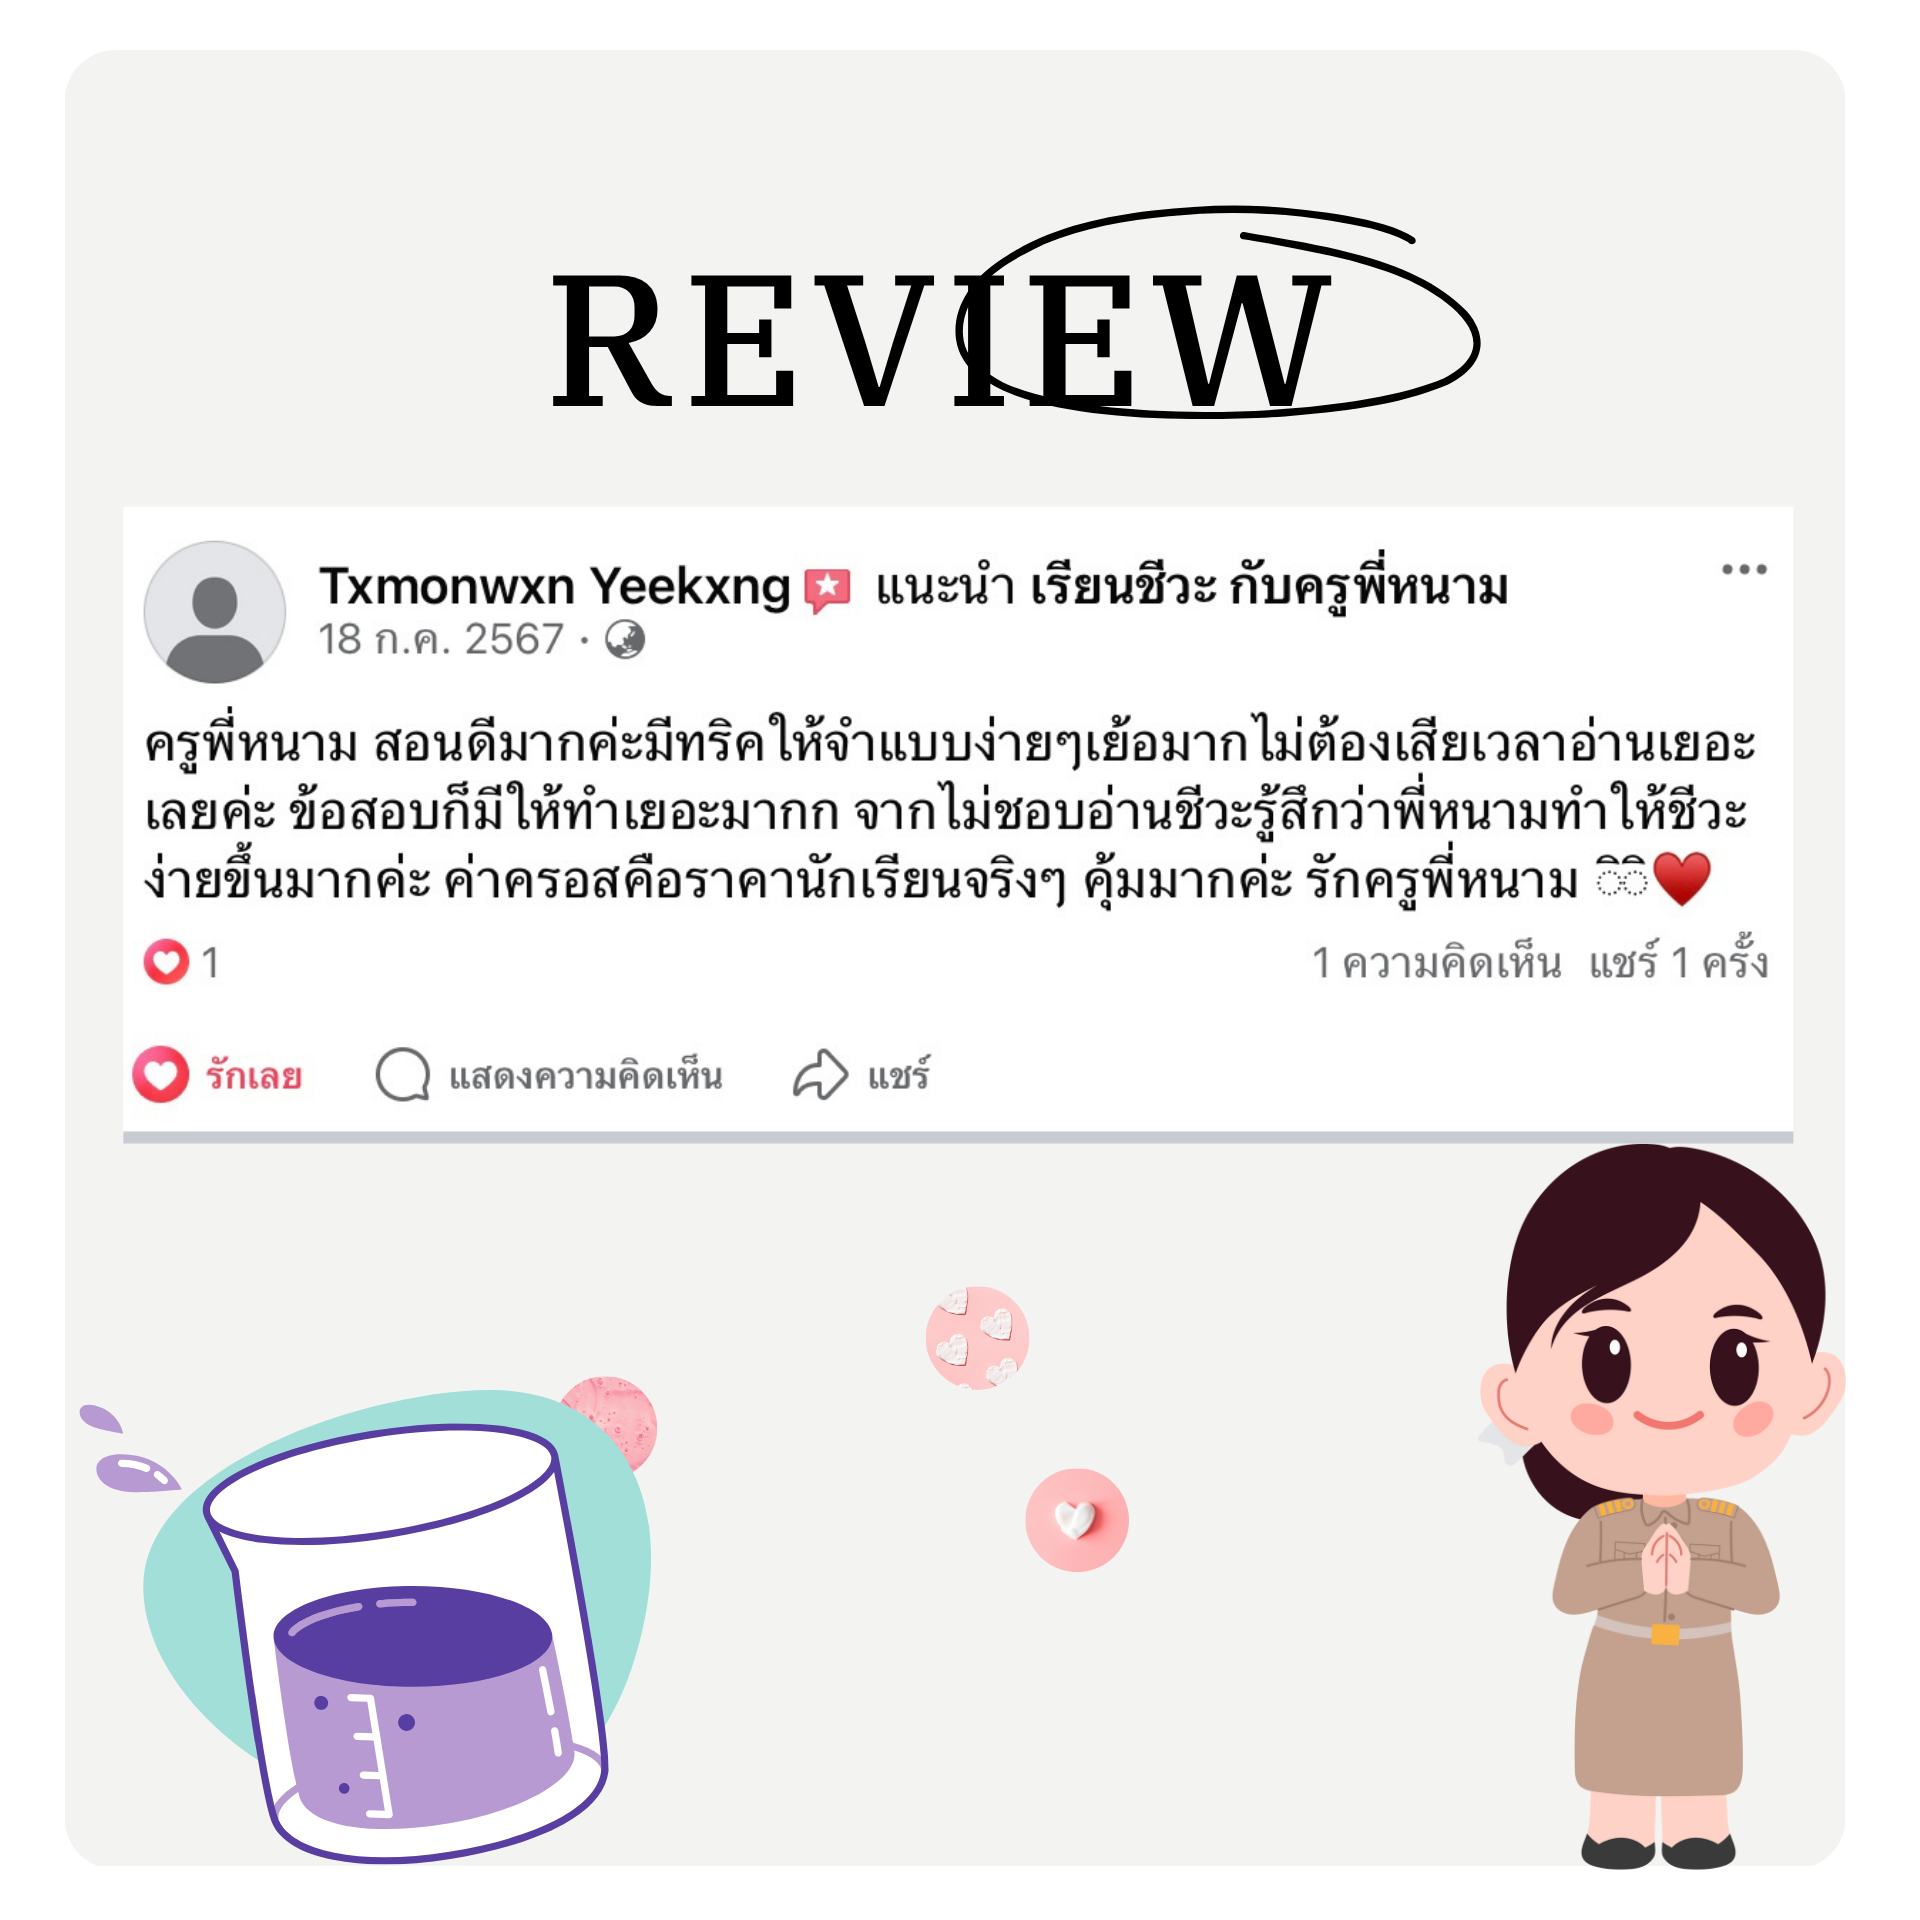 REVIEW
Txmonwxn Yeekxng แนะนำ เรียนชีวะ กับครูพี่หนาม
18 ก.ค. 2567 ·
ครูพี่หนาม สอนดีมากค่ะมีทริคให้จำแบบง่ายๆเย้อมากไม่ต้องเสียเวลาอ่านเยอะ
เลยค่ะ ข้อสอบก็มีให้ทำเยอะมากก จากไม่ชอบอ่านชีวะรู้สึกว่าพี่หนามทำให้ชีวะ
ง่ายขึ้นมากค่ะ ค่าครอสคือราคานักเรียนจริงๆ คุ้มมากค่ะ รักครูพี่หนาม ิิ♥️
1
1 ความคิดเห็น แชร์ 1 ครั้ง
รักเลย แสดงความคิดเห็น แชร์